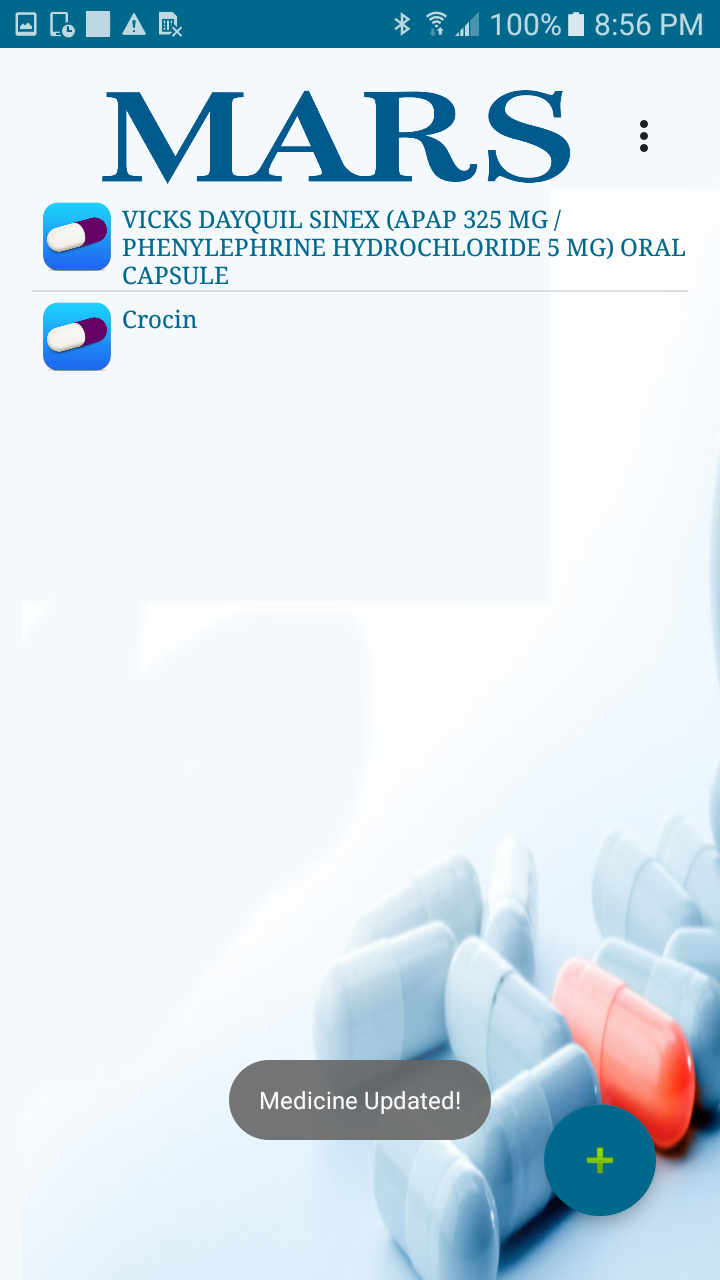 100% 8:56 PM
MARS
VICKS DAYQUIL SINEX (APAP 325 MG /
PHENYLEPHRINE HYDROCHLORIDE 5 MG) ORAL
CAPSULE
Crocin
Medicine Updated!
+